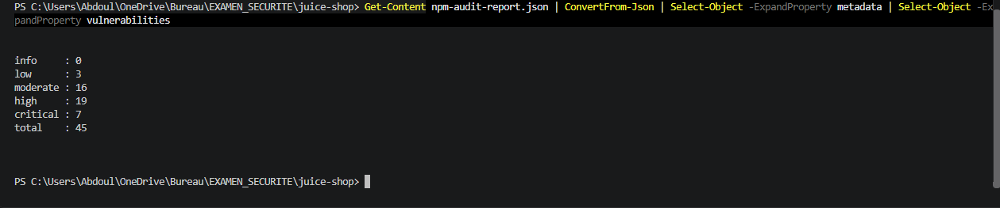 PS C:\Users\Abdoul\OneDrive\Bureau\EXAMEN_SECURITE\juice-shop> Get-Content npm-audit-report.json | ConvertFrom-Json | Select-Object -ExpandProperty metadata | Select-Object -Ex
pandProperty vulnerabilities
info     : 0
low      : 3
moderate : 16
high     : 19
critical : 7
total    : 45
PS C:\Users\Abdoul\OneDrive\Bureau\EXAMEN_SECURITE\juice-shop>